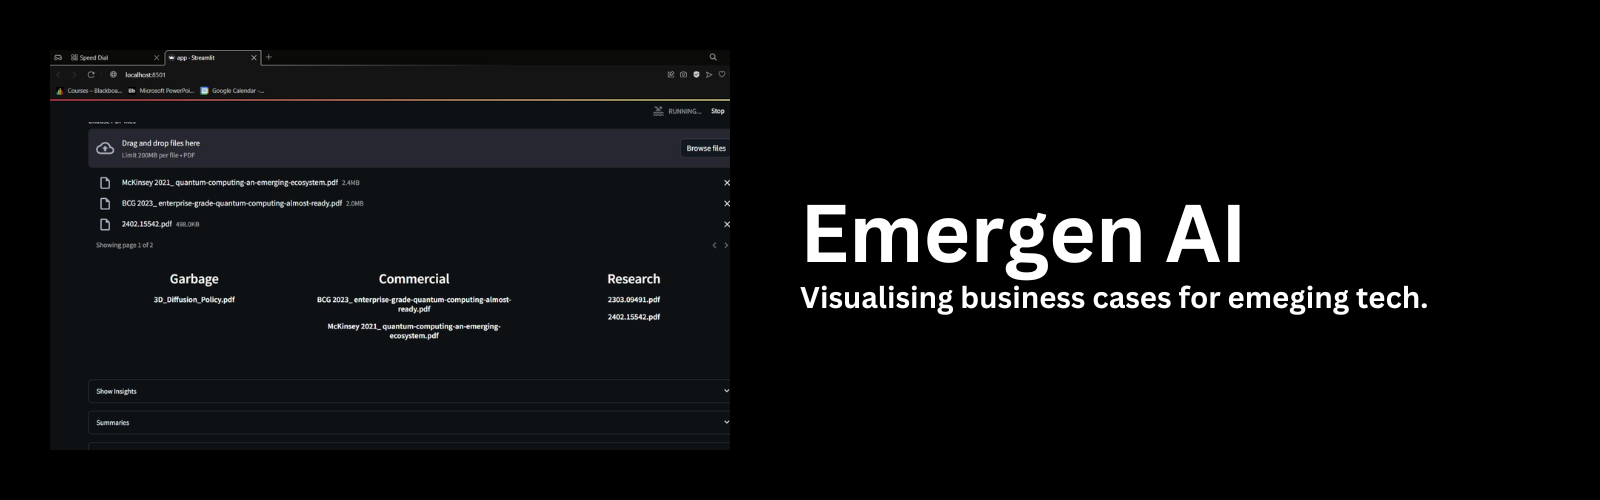 Speed Dial
app · Streamlit
localhost:8501
Courses – Blackboa...
Bb Microsoft PowerPoi...
Google Calendar -...
RUNNING...
Stop
Drag and drop files here
Limit 200MB per file • PDF
Browse files
McKinsey 2021_ quantum-computing-an-emerging-ecosystem.pdf 2.4MB
BCG 2023_ enterprise-grade-quantum-computing-almost-ready.pdf 2.0MB
2402.15542.pdf 498.0KB
Showing page 1 of 2
Garbage
3D_Diffusion_Policy.pdf
Commercial
BCG 2023_ enterprise-grade-quantum-computing-almost-
ready.pdf
McKinsey 2021_ quantum-computing-an-emerging-
ecosystem.pdf
Research
2303.09491.pdf
2402.15542.pdf
Show Insights
Summaries
Emergen AI
Visualising business cases for emeging tech.